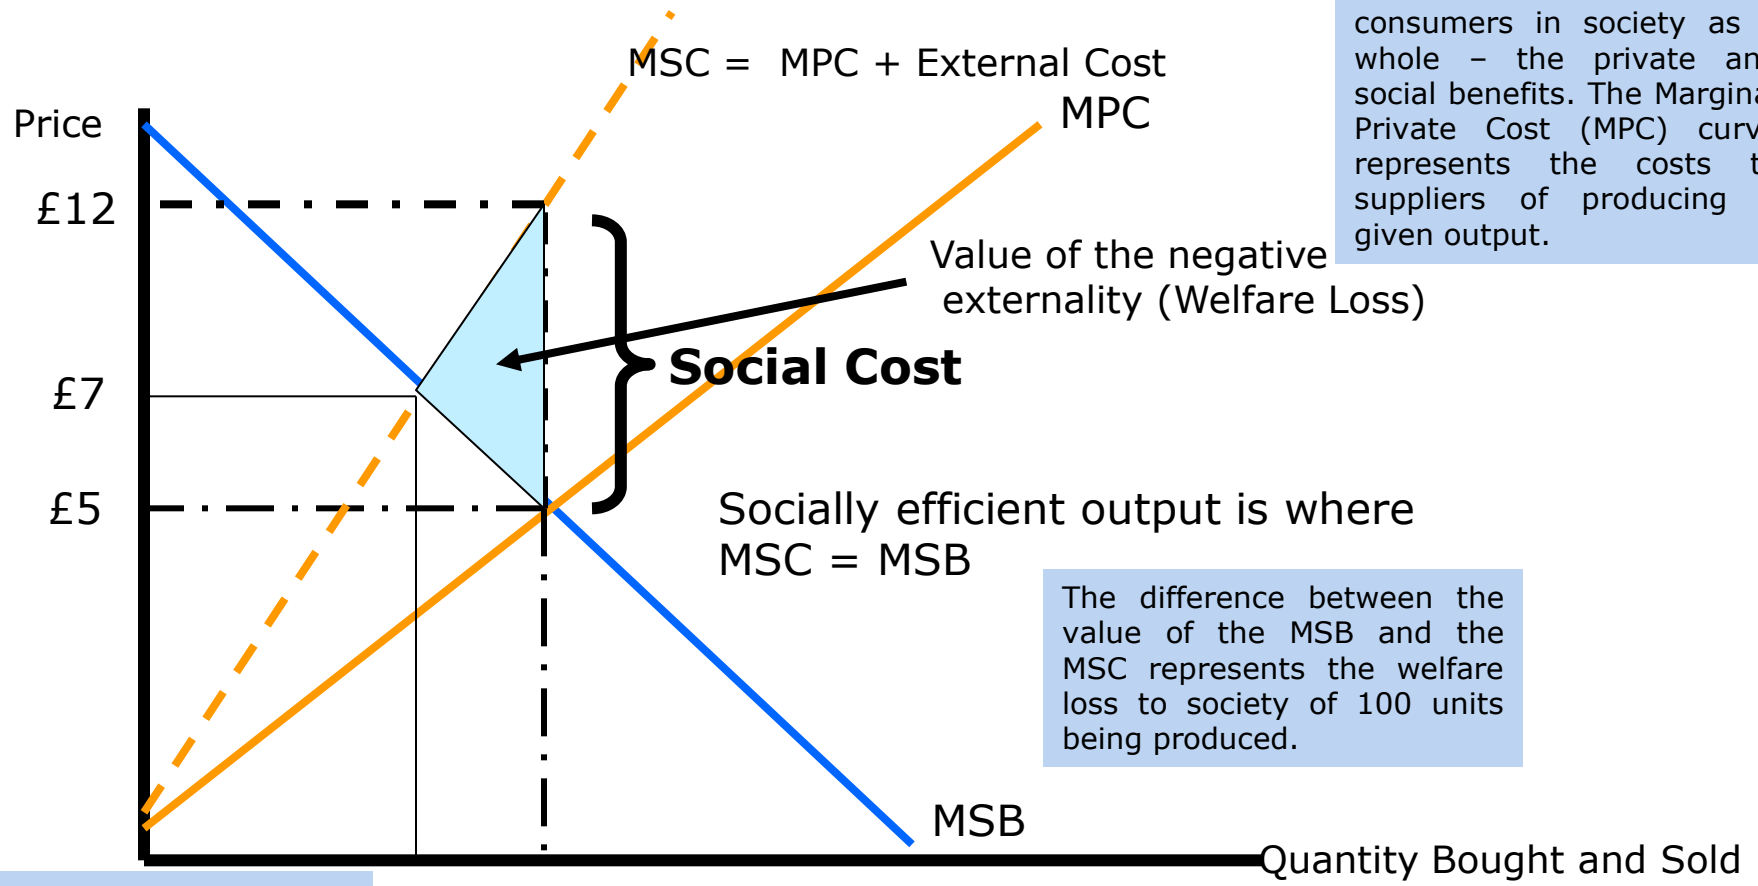 consumers in society as
whole – the private an
social benefits. The Margina
Private Cost (MPC) curv
represents the costs t
suppliers of producing
given output.
MSC = MPC + External Cost
MPC
Price
£12
Value of the negative
externality (Welfare Loss)
Social Cost
£7
£5
Socially efficient output is where
MSC = MSB
The difference between the
value of the MSB and the
MSC represents the welfare
loss to society of 100 units
being produced.
MSB
Quantity Bought and Sold